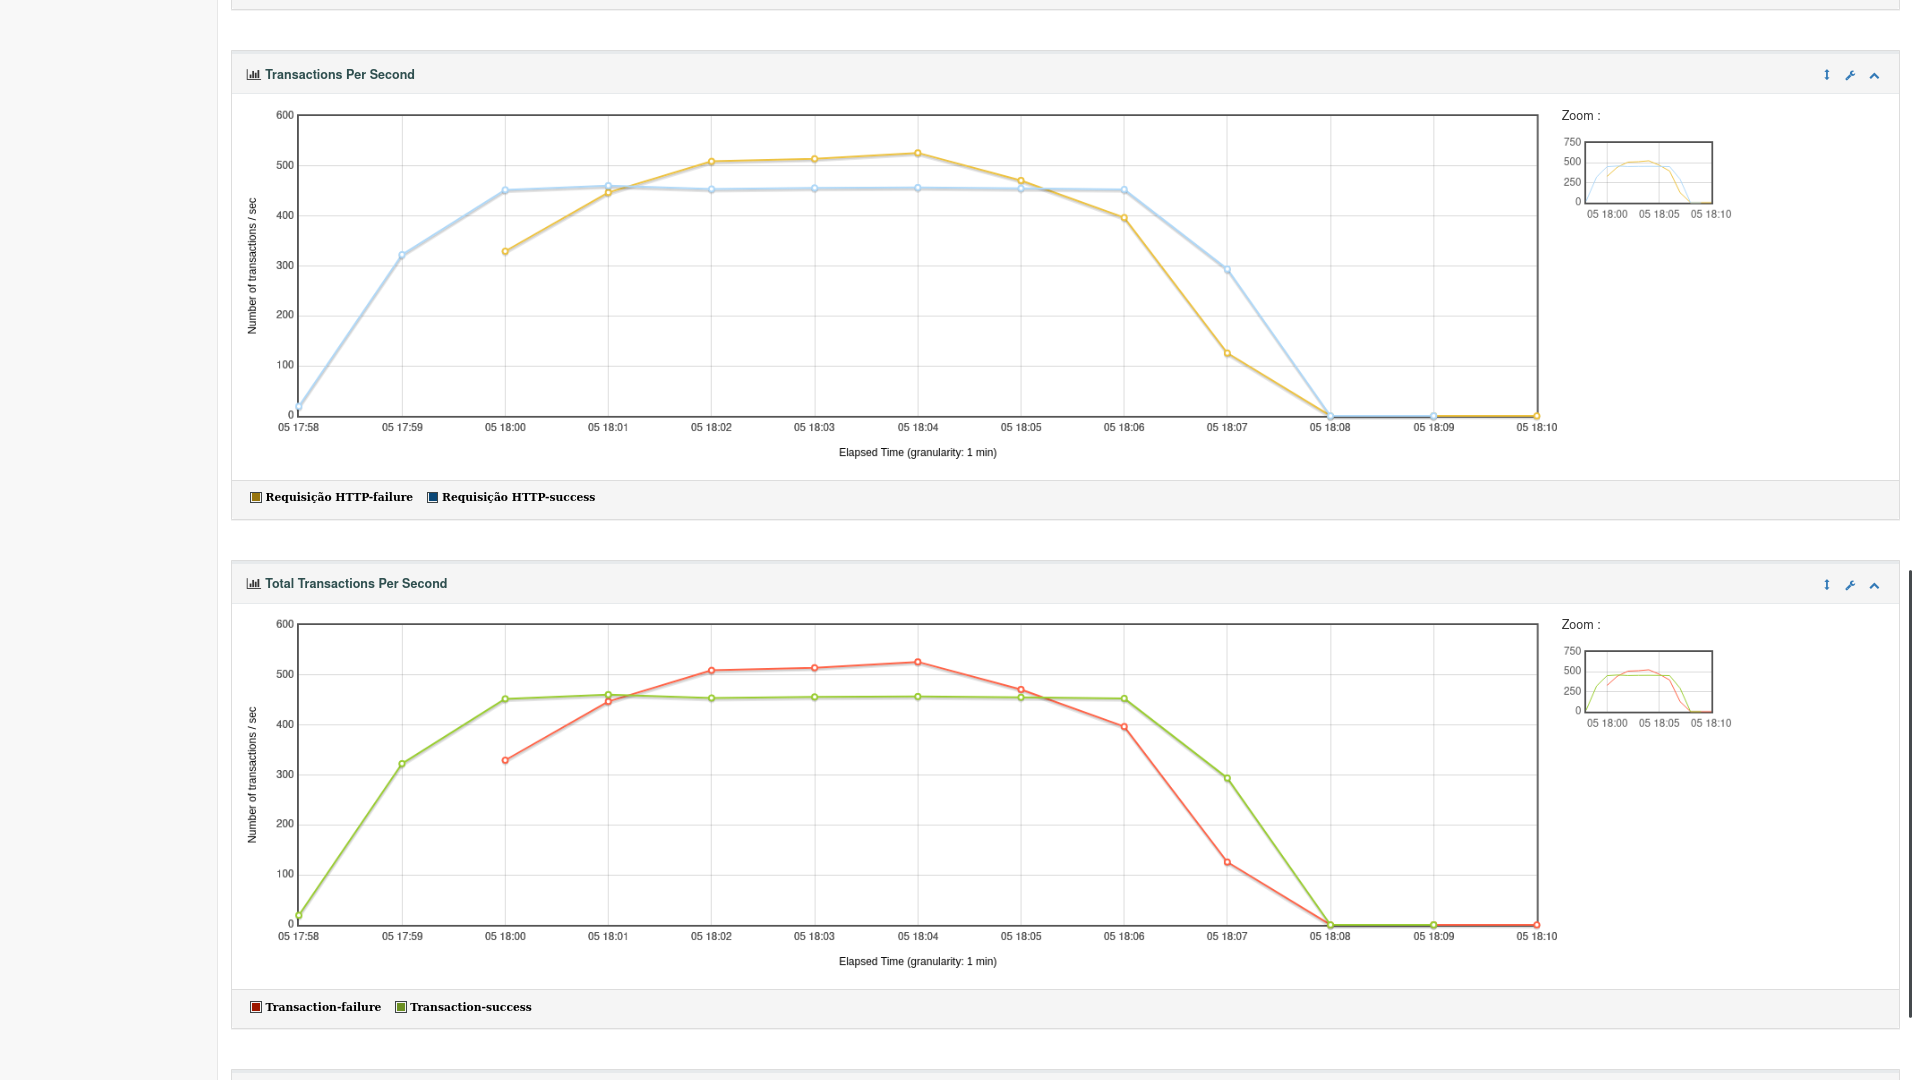 Transactions Per Second
Zoom :
600
500
400
300
200
100
0
Number of transactions / sec
05 17:58 05 17:59 05 18:00 05 18:01 05 18:02 05 18:03 05 18:04 05 18:05 05 18:06 05 18:07 05 18:08 05 18:09 05 18:10
Elapsed Time (granularity: 1 min)
750
500
250
0
05 18:00 05 18:05 05 18:10
Requisição HTTP-failure Requisição HTTP-success
Total Transactions Per Second
Zoom :
600
500
400
300
200
100
0
Number of transactions / sec
05 17:58 05 17:59 05 18:00 05 18:01 05 18:02 05 18:03 05 18:04 05 18:05 05 18:06 05 18:07 05 18:08 05 18:09 05 18:10
Elapsed Time (granularity: 1 min)
750
500
250
0
05 18:00 05 18:05 05 18:10
Transaction-failure Transaction-success